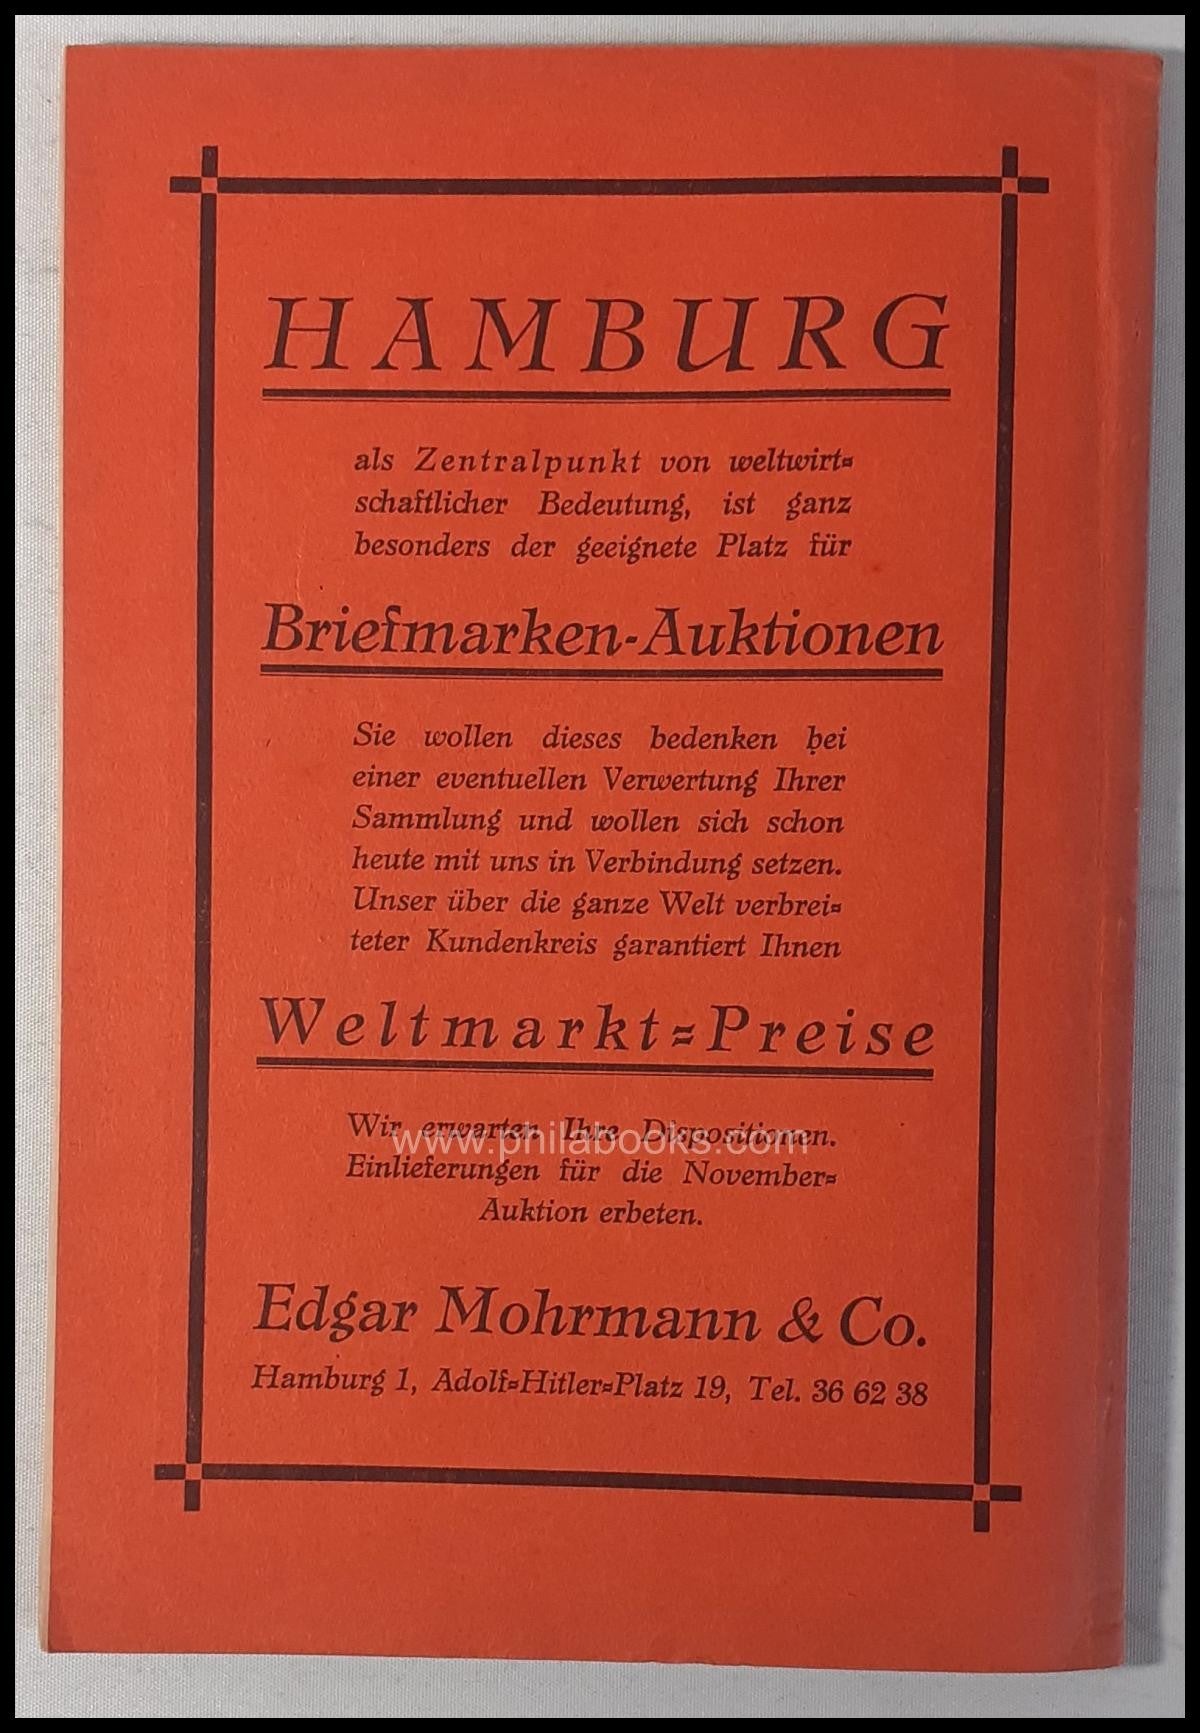 HAMBURG
als Zentralpunkt von weltwirt=
schaftlicher Bedeutung, ist ganz
besonders der geeignete Platz für
Briefmarken-Auktionen
Sie wollen dieses bedenken bei
einer eventuellen Verwertung Ihrer
Sammlung und wollen sich schon
heute mit uns in Verbindung setzen.
Unser über die ganze Welt verbrei=
teter Kundenkreis garantiert Ihnen
Weltmarkt=Preise
Wir erwarten Ihre Dispositionen.
www.philabooks.com
Einlieferungen für die November=
Auktion erbeten.
Edgar Mohrmann & Co.
Hamburg 1, Adolf=Hitler=Platz 19, Tel. 36 62 38